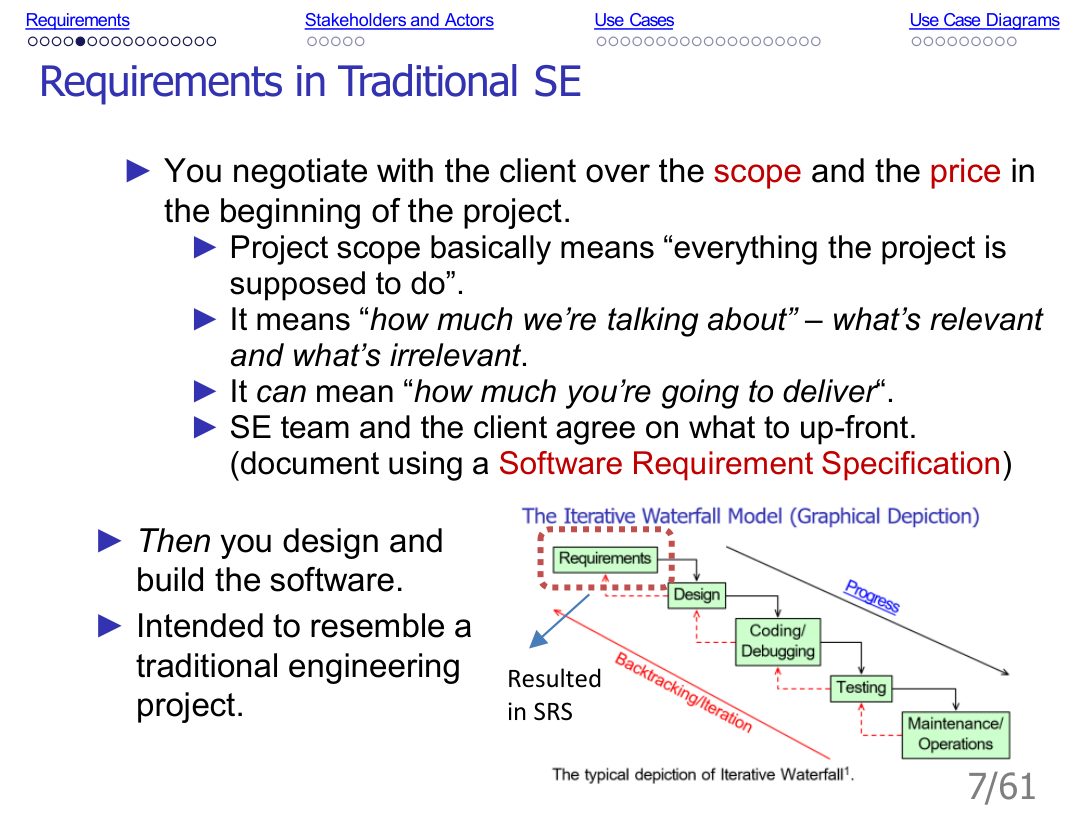 Requirements
Stakeholders and Actors
Use Cases
Use Case Diagrams
Requirements in Traditional SE
► You negotiate with the client over the scope and the price in
the beginning of the project.
► Project scope basically means “everything the project is
supposed to do”.
► It means “how much we’re talking about” – what’s relevant
and what’s irrelevant.
► It can mean “how much you’re going to deliver“.
► SE team and the client agree on what to up-front.
(document using a Software Requirement Specification)
► Then you design and
build the software.
► Intended to resemble a
traditional engineering
project.
The Iterative Waterfall Model (Graphical Depiction)
Requirements
Design
Coding/
Debugging
Testing
Maintenance/
Operations
Progress
Backtracking/Iteration
Resulted
in SRS
The typical depiction of Iterative Waterfall¹.
7/61